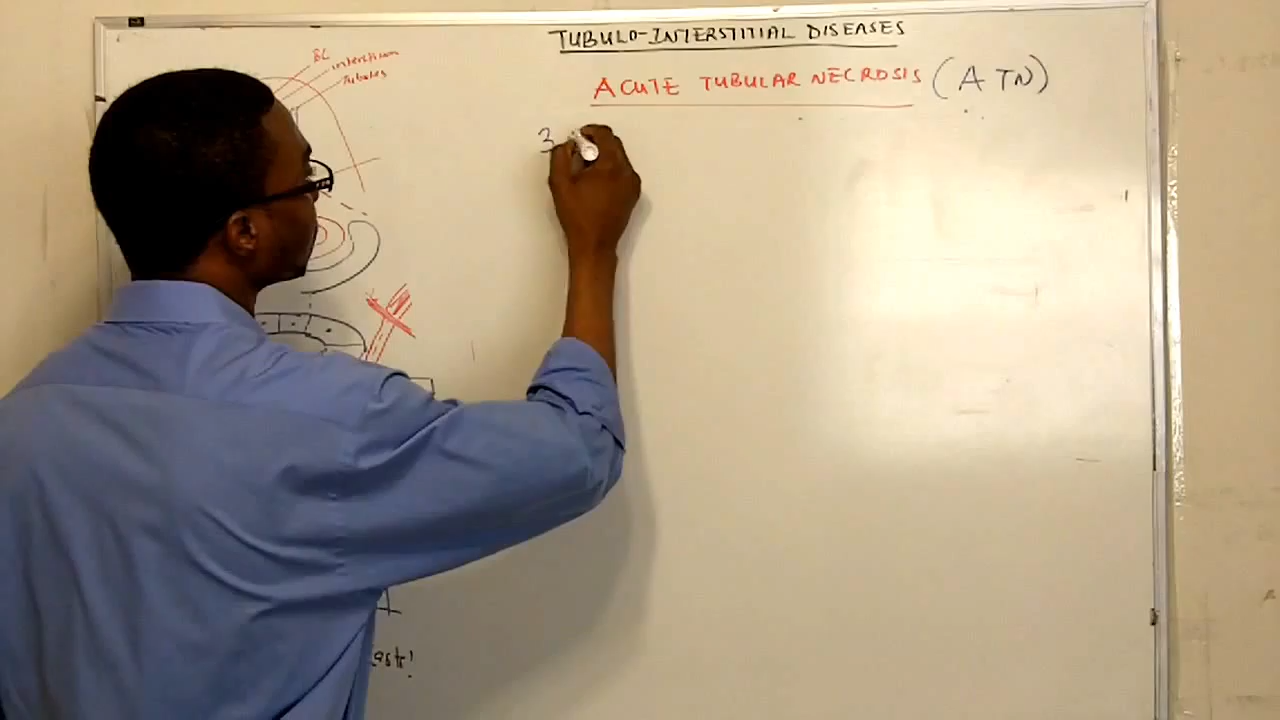 TUBULO-INTERSTITIAL DISEASES
ACUTE TUBULAR NECROSIS (ATN)
3
BC
interstitium
Tubules